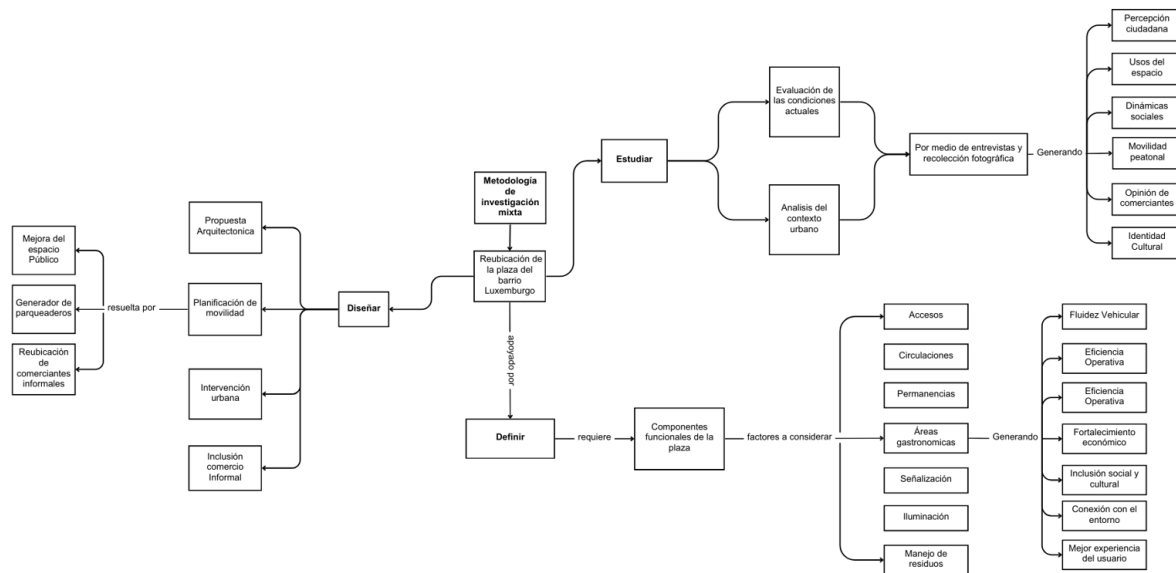 Metodología
de
investigación
mixta
Reubicación de
la plaza del
barrio
Luxemburgo
Estudiar
Evaluación de
las condiciones
actuales
Analisis del
contexto
urbano
Por medio de entrevistas y
recolección fotográfica
Generando
Percepción
ciudadana
Usos del
espacio
Dinámicas
sociales
Movilidad
peatonal
Opinión de
comerciantes
Identidad
Cultural
Diseñar
Propuesta
Arquitectonica
Planificación de
movilidad
Intervención
urbana
Inclusión
comercio
Informal
resuelta por
Mejora del
espacio
Público
Generador de
parqueaderos
Reubicación de
comerciantes
informales
apoyado por
Definir
requiere
Componentes
funcionales de la
plaza
factores a considerar
Accesos
Circulaciones
Permanencias
Áreas
gastronomicas
Señalización
Iluminación
Manejo de
residuos
Generando
Fluidez Vehicular
Eficiencia
Operativa
Eficiencia
Operativa
Fortalecimiento
económico
Inclusión social y
cultural
Conexión con el
entorno
Mejor experiencia
del usuario